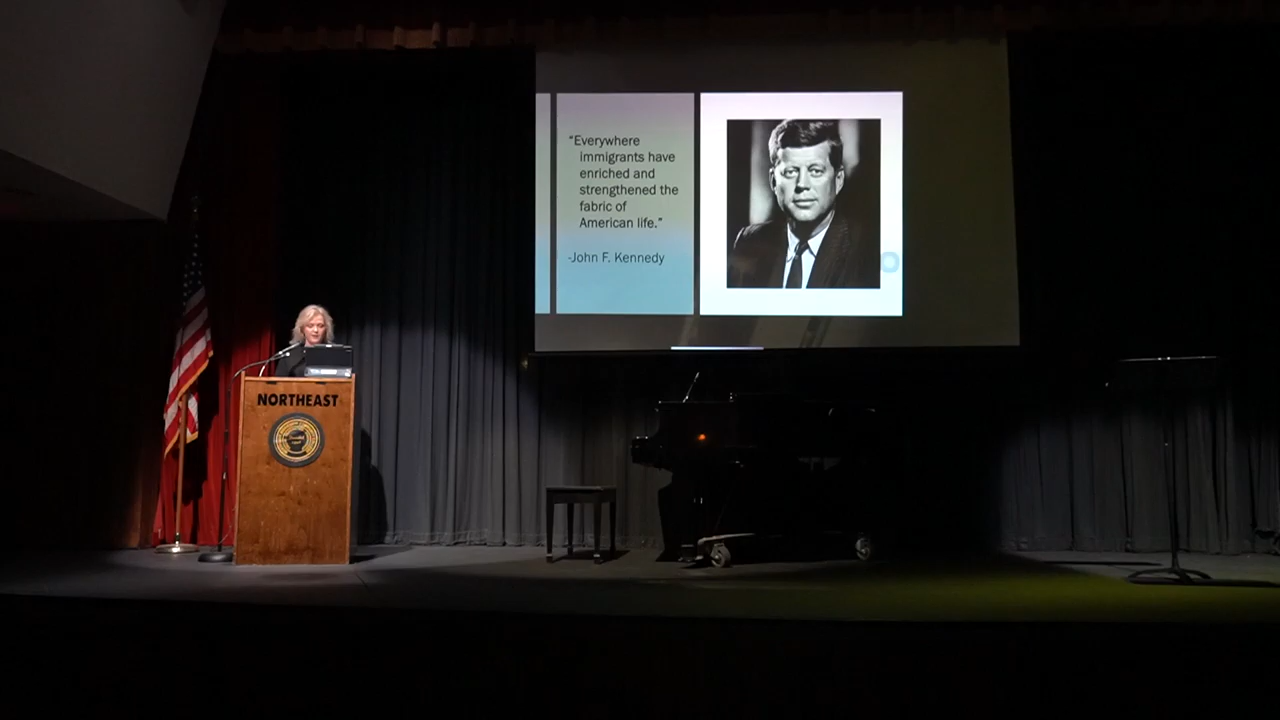 “Everywhere
immigrants have
enriched and
strengthened the
fabric of
American life.”
-John F. Kennedy
NORTHEAST